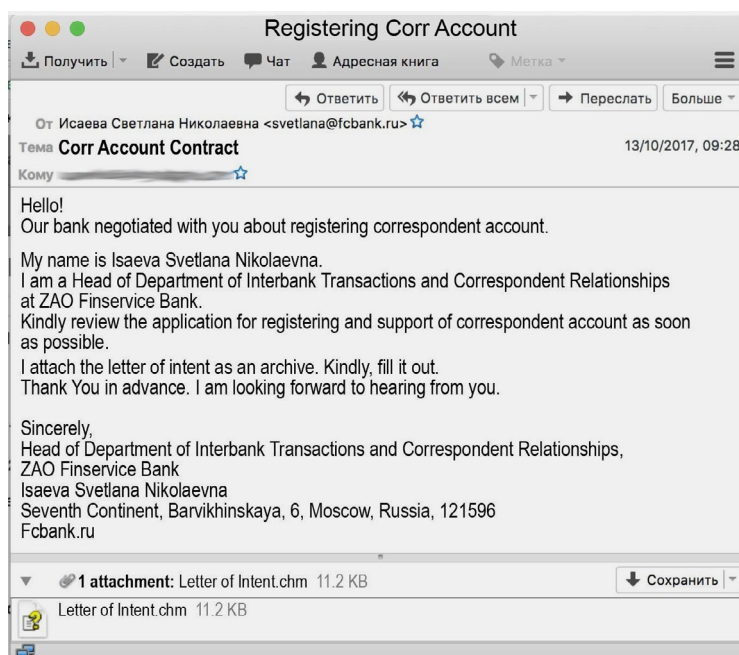 Registering Corr Account
Получить Создать Чат Адресная книга Метка
Ответить Ответить всем Переслать Больше
От Исаева Светлана Николаевна <svetlana@fcbank.ru>
Тема Corr Account Contract 13/10/2017, 09:28
Кому
Hello!
Our bank negotiated with you about registering correspondent account.
My name is Isaeva Svetlana Nikolaevna.
I am a Head of Department of Interbank Transactions and Correspondent Relationships
at ZAO Finservice Bank.
Kindly review the application for registering and support of correspondent account as soon
as possible.
I attach the letter of intent as an archive. Kindly, fill it out.
Thank You in advance. I am looking forward to hearing from you.
Sincerely,
Head of Department of Interbank Transactions and Correspondent Relationships,
ZAO Finservice Bank
Isaeva Svetlana Nikolaevna
Seventh Continent, Barvikhinskaya, 6, Moscow, Russia, 121596
Fcbank.ru
1 attachment: Letter of Intent.chm 11.2 KB Сохранить
Letter of Intent.chm 11.2 KB